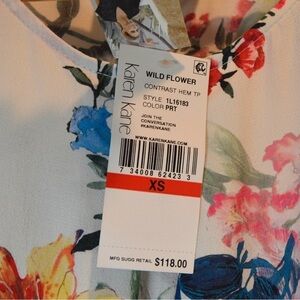 Karen Kane
WILD FLOWER
CONTRAST HEM TP
STYLE 1L16183
COLOR PRT
JOIN THE
CONVERSATION
#KARENKANE
WWW.KARENKANE.COM
7 34008 62423 3
XS
MFG SUGG RETAIL $118.00